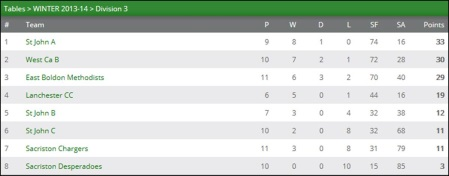 Tables > WINTER 2013-14 > Division 3
# Team P W D L SF SA Points
1 St John A 9 8 1 0 74 16 33
2 West Ca B 10 7 2 1 72 28 30
3 East Boldon Methodists 11 6 3 2 70 40 29
4 Lanchester CC 6 5 0 1 44 16 19
5 St John B 7 3 0 4 32 38 12
6 St John C 10 2 0 8 32 68 11
7 Sacriston Chargers 11 3 0 8 31 79 11
8 Sacriston Desperadoes 10 0 0 10 15 85 3